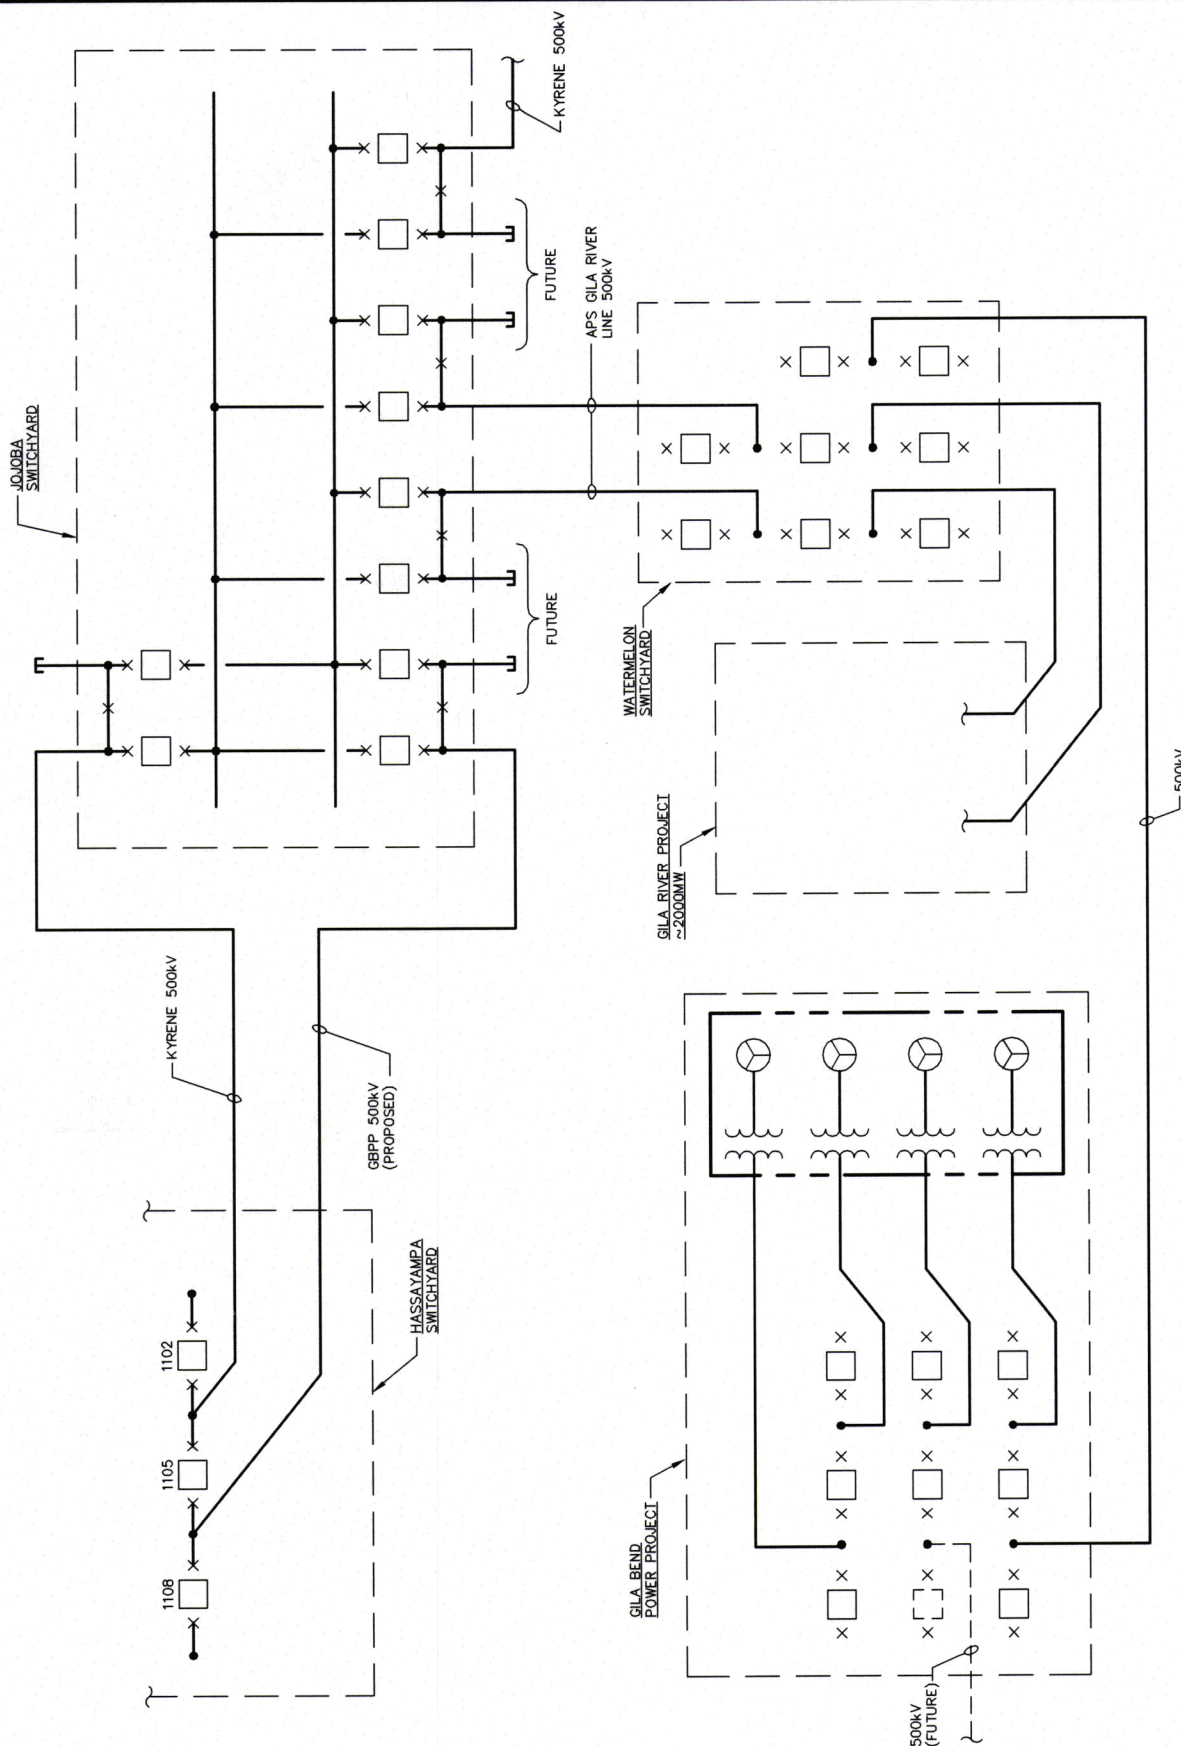 JOJOBA
SWITCHYARD
KYRENE 500kV
FUTURE
APS GILA RIVER
LINE 500kV
FUTURE
WATERMELON
SWITCHYARD
GILA RIVER PROJECT
~2000MW
500kV
KYRENE 500kV
GBPP 500kV
(PROPOSED)
HASSAYAMPA
SWITCHYARD
1102
1105
1108
GILA BEND
POWER PROJECT
500kV
(FUTURE)